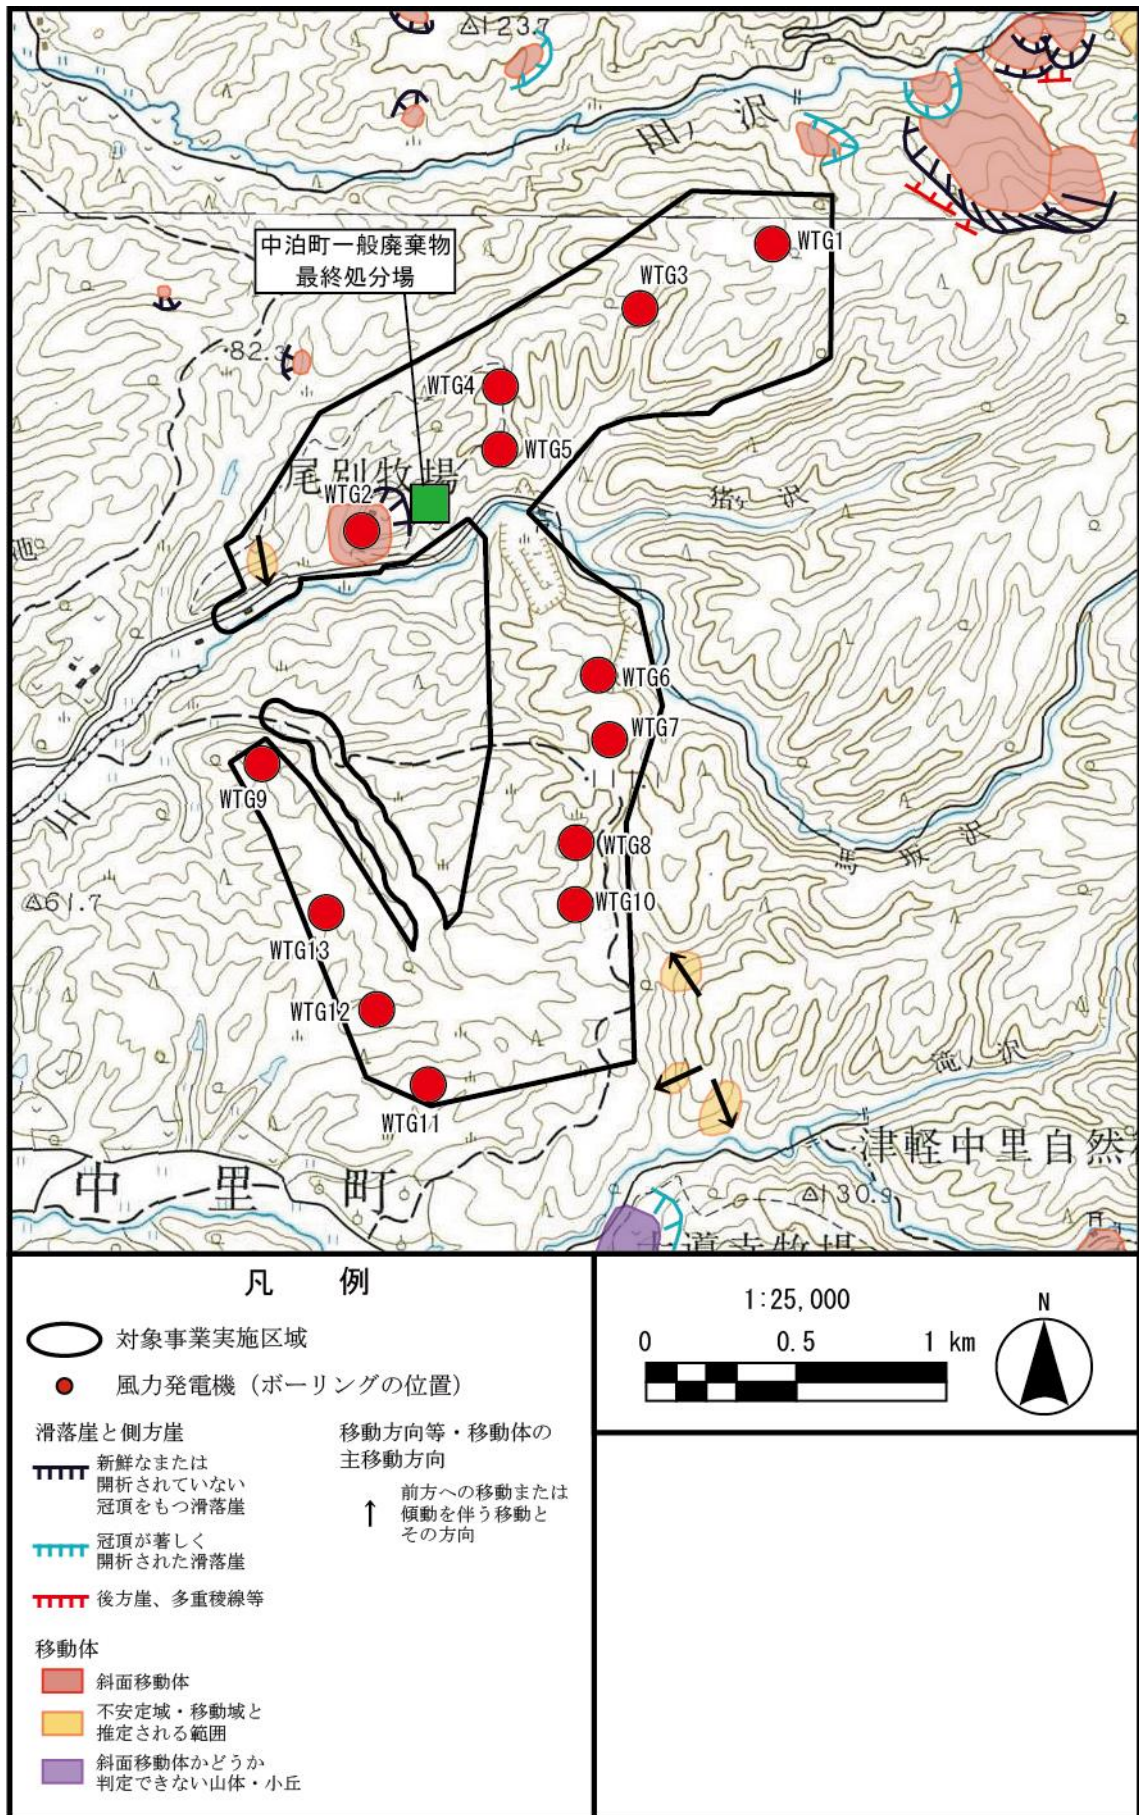 △123.7
田ノ沢
中泊町一般廃棄物
最終処分場
WTG1
WTG3
82.3
WTG4
WTG5
尾別牧場
WTG2
猪ヶ沢
池
WTG6
WTG7
WTG9
川
WTG8
馬坂沢
△61.7
WTG10
WTG13
WTG12
滝ノ沢
WTG11
津軽中里自然
中里町
△130.9
凡 例
対象事業実施区域
風力発電機（ボーリングの位置）
滑落崖と側方崖
新鮮なまたは
開析されていない
冠頂をもつ滑落崖
冠頂が著しく
開析された滑落崖
後方崖、多重稜線等
移動体
斜面移動体
不安定域・移動域と
推定される範囲
斜面移動体かどうか
判定できない山体・小丘
移動方向等・移動体の
主移動方向
前方への移動または
傾動を伴う移動と
その方向
1:25,000
0 0.5 1 km
N